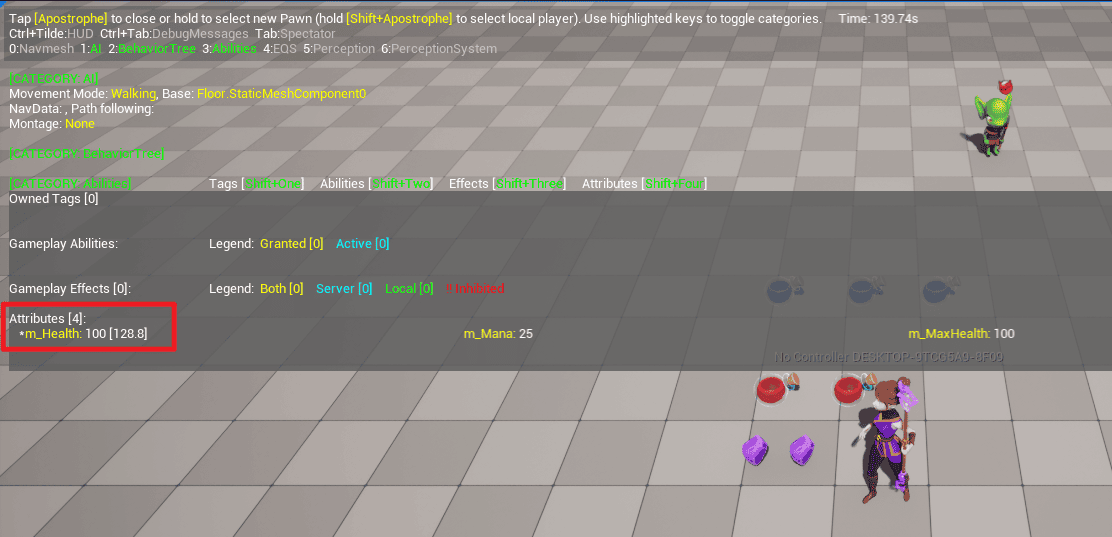 Tap [Apostrophe] to close or hold to select new Pawn (hold [Shift+Apostrophe] to select local player). Use highlighted keys to toggle categories. Time: 139.74s
Ctrl+Tilde:HUD Ctrl+Tab:DebugMessages Tab:Spectator
0:Navmesh 1:AI 2:BehaviorTree 3:Abilities 4:EQS 5:Perception 6:PerceptionSystem
[CATEGORY: AI]
Movement Mode: Walking, Base: Floor.StaticMeshComponent0
NavData: , Path following:
Montage: None
[CATEGORY: BehaviorTree]
[CATEGORY: Abilities] Tags [Shift+One] Abilities [Shift+Two] Effects [Shift+Three] Attributes [Shift+Four]
Owned Tags [0]
Gameplay Abilities: Legend: Granted [0] Active [0]
Gameplay Effects [0]: Legend: Both [0] Server [0] Local [0] !!Inhibited
Attributes [4]:
*m_Health: 100 [128.8] m_Mana: 25 m_MaxHealth: 100
No Controller